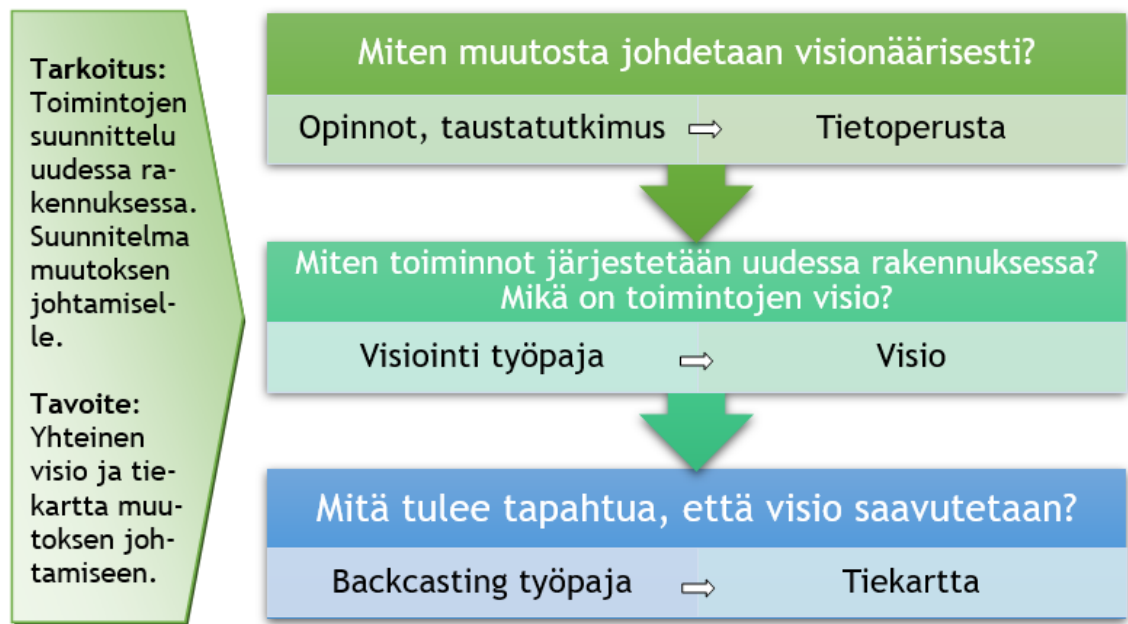 Tarkoitus:
Toimintojen
suunnittelu
uudessa ra-
kennuksessa.
Suunnitelma
muutoksen
johtamisel-
le.
Tavoite:
Yhteinen
visio ja tie-
kartta muu-
toksen joh-
tamiseen.
Miten muutosta johdetaan visionäärisesti?
Opinnot, taustatutkimus ⇨ Tietoperusta
Miten toiminnot järjestetään uudessa rakennuksessa?
Mikä on toimintojen visio?
Visiointi työpaja ⇨ Visio
Mitä tulee tapahtua, että visio saavutetaan?
Backcasting työpaja ⇨ Tiekartta